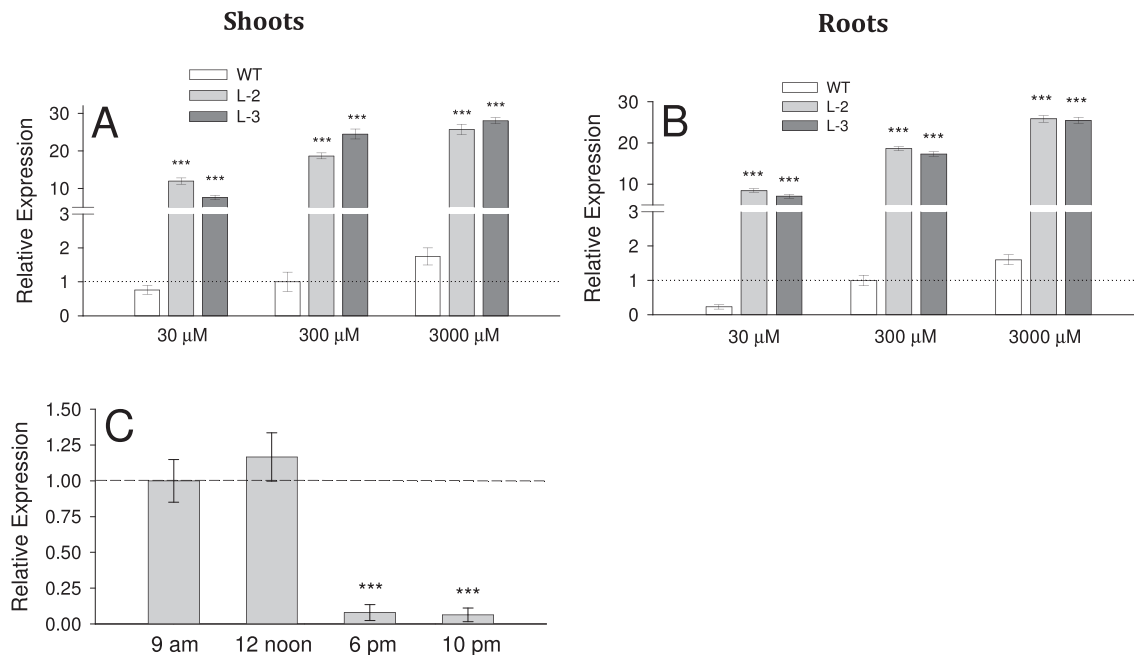 Shoots
Roots
WT
L-2
L-3
A
Relative Expression
30
20
10
3
2
1
0
***
***
***
***
***
***
30 µM
300 µM
3000 µM
WT
L-2
L-3
B
Relative Expression
30
20
10
3
2
1
0
***
***
***
***
***
***
30 µM
300 µM
3000 µM
C
Relative Expression
1.50
1.25
1.00
0.75
0.50
0.25
0.00
***
***
9 am
12 noon
6 pm
10 pm